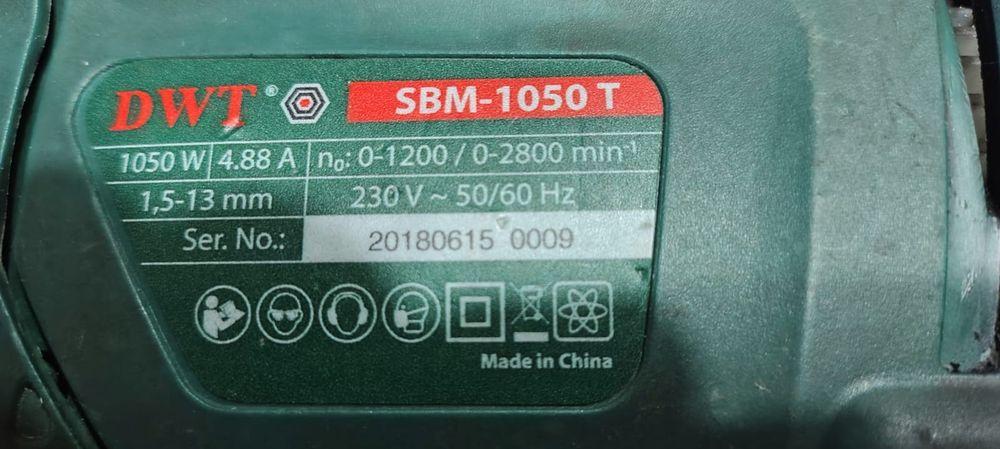 DWT® SBM-1050 T
1050 W 4.88 A n₀: 0-1200 / 0-2800 min⁻¹
1,5-13 mm 230 V ~ 50/60 Hz
Ser. No.: 20180615 0009
Made in China